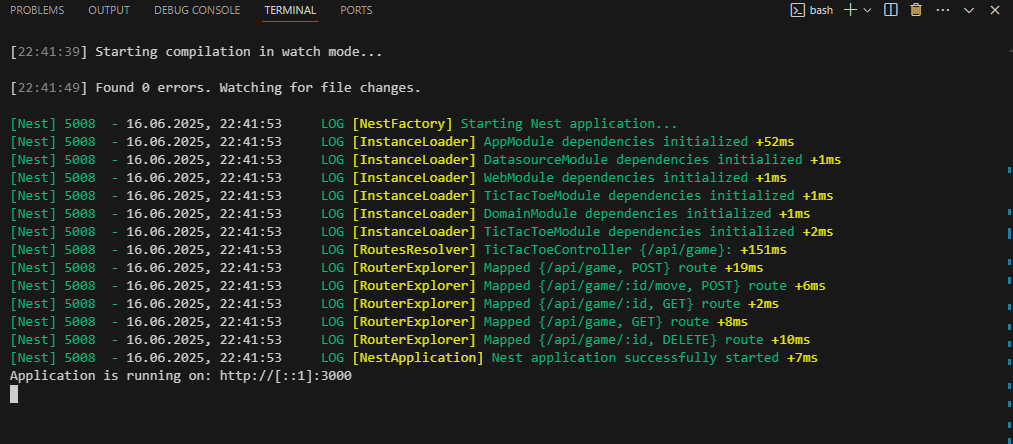 PROBLEMS OUTPUT DEBUG CONSOLE TERMINAL PORTS bash
[22:41:39] Starting compilation in watch mode...
[22:41:49] Found 0 errors. Watching for file changes.
[Nest] 5008  - 16.06.2025, 22:41:53     LOG [NestFactory] Starting Nest application...
[Nest] 5008  - 16.06.2025, 22:41:53     LOG [InstanceLoader] AppModule dependencies initialized +52ms
[Nest] 5008  - 16.06.2025, 22:41:53     LOG [InstanceLoader] DatasourceModule dependencies initialized +1ms
[Nest] 5008  - 16.06.2025, 22:41:53     LOG [InstanceLoader] WebModule dependencies initialized +1ms
[Nest] 5008  - 16.06.2025, 22:41:53     LOG [InstanceLoader] TicTacToeModule dependencies initialized +1ms
[Nest] 5008  - 16.06.2025, 22:41:53     LOG [InstanceLoader] DomainModule dependencies initialized +1ms
[Nest] 5008  - 16.06.2025, 22:41:53     LOG [InstanceLoader] TicTacToeModule dependencies initialized +2ms
[Nest] 5008  - 16.06.2025, 22:41:53     LOG [RoutesResolver] TicTacToeController {/api/game}: +151ms
[Nest] 5008  - 16.06.2025, 22:41:53     LOG [RouterExplorer] Mapped {/api/game, POST} route +19ms
[Nest] 5008  - 16.06.2025, 22:41:53     LOG [RouterExplorer] Mapped {/api/game/:id/move, POST} route +6ms
[Nest] 5008  - 16.06.2025, 22:41:53     LOG [RouterExplorer] Mapped {/api/game/:id, GET} route +2ms
[Nest] 5008  - 16.06.2025, 22:41:53     LOG [RouterExplorer] Mapped {/api/game, GET} route +8ms
[Nest] 5008  - 16.06.2025, 22:41:53     LOG [RouterExplorer] Mapped {/api/game/:id, DELETE} route +10ms
[Nest] 5008  - 16.06.2025, 22:41:53     LOG [NestApplication] Nest application successfully started +7ms
Application is running on: http://[::1]:3000